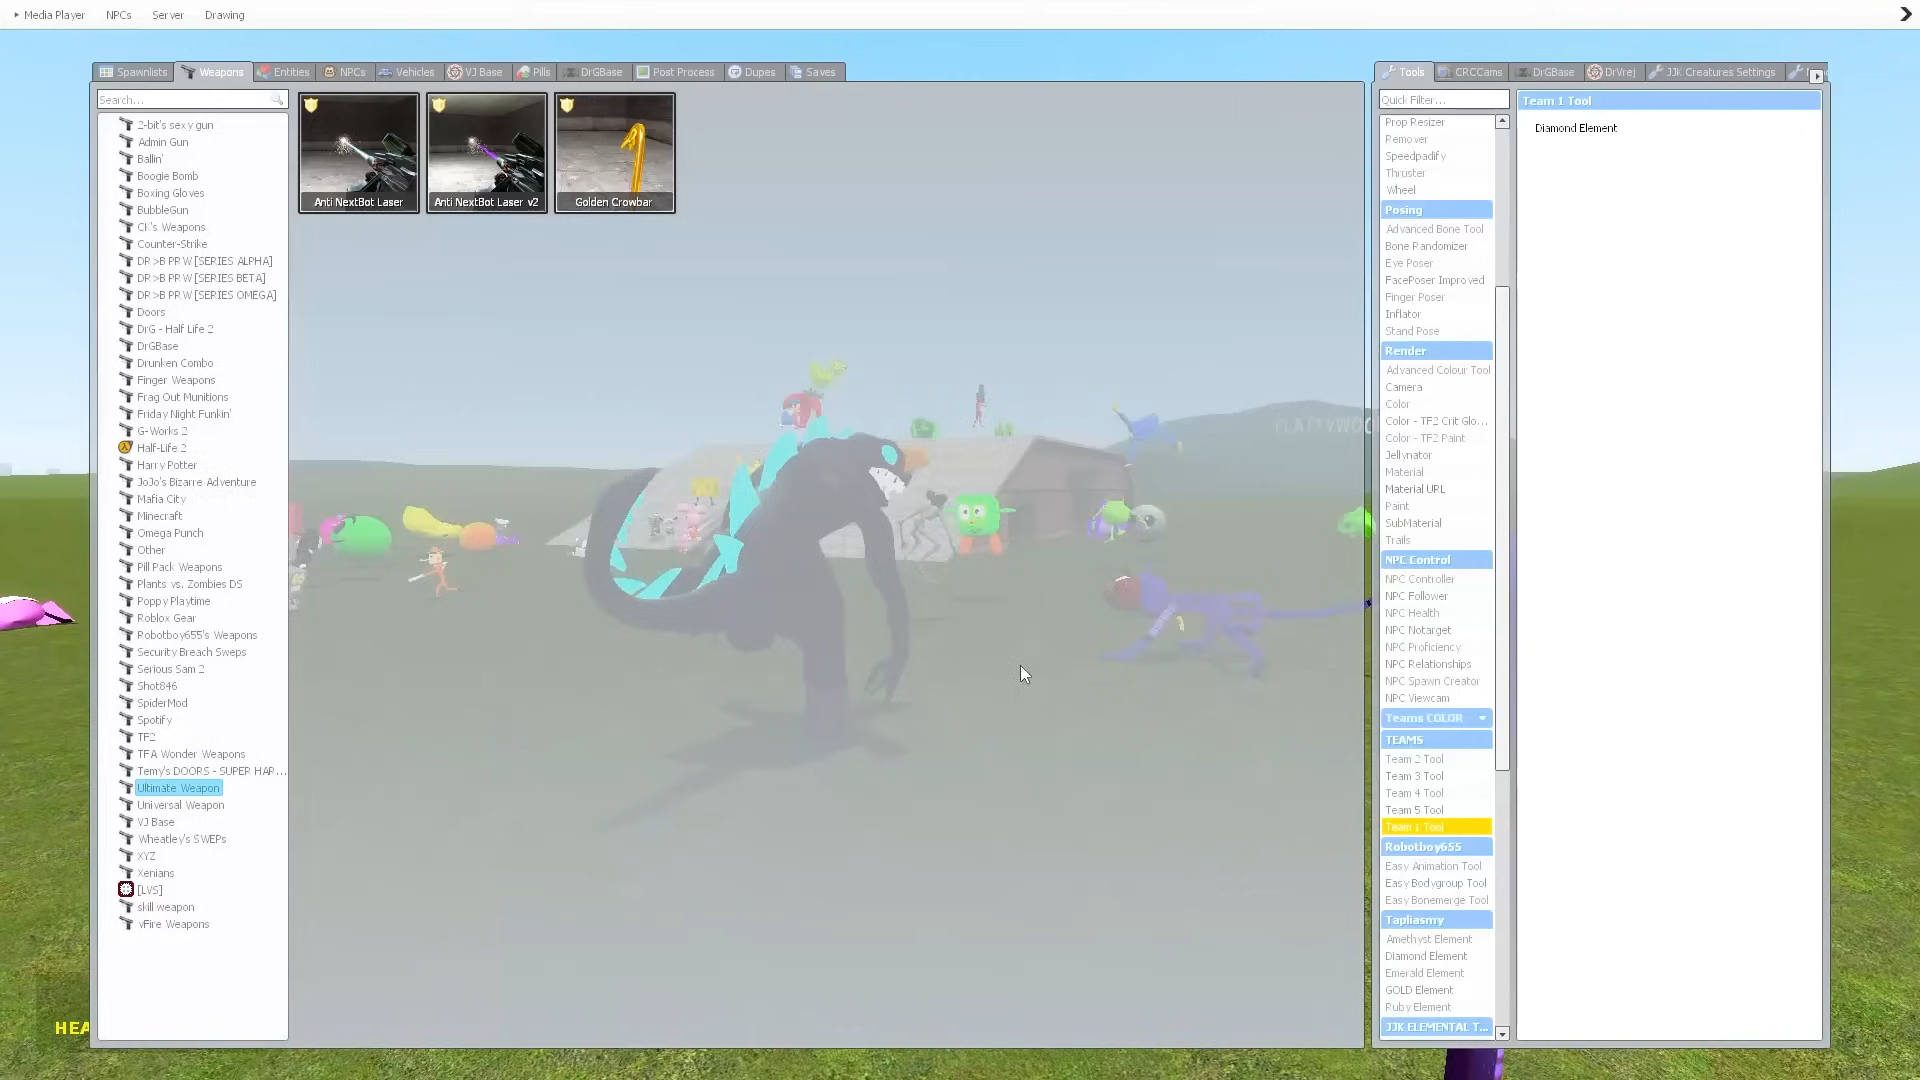 Media Player NPCs Server Drawing
Spawnlists Weapons Entities NPCs Vehicles VJ Base Pills DrGBase Post Process Dupes Saves
Search...
2-bit's sexy gun
Admin Gun
Ballin'
Boogie Bomb
Boxing Gloves
BubbleGun
CK's Weapons
Counter-Strike
DR >B PR W [SERIES ALPHA]
DR >B PR W [SERIES BETA]
DR >B PR W [SERIES OMEGA]
Doors
DrG - Half Life 2
DrGBase
Drunken Combo
Finger Weapons
Frag Out Munitions
Friday Night Funkin'
G-Works 2
Half-Life 2
Harry Potter
JoJo's Bizarre Adventure
Mafia City
Minecraft
Omega Punch
Other
Pill Pack Weapons
Plants vs. Zombies DS
Poppy Playtime
Roblox Gear
Robotboy655's Weapons
Security Breach Sweps
Serious Sam 2
Shot846
SpiderMod
Spotify
TF2
TFA Wonder Weapons
Temy's DOORS - SUPER HAR...
Ultimate Weapon
Universal Weapon
VJ Base
Wheatley's SWEPs
XYZ
Xenians
[LVS]
skill weapon
vFire Weapons
Anti NextBot Laser
Anti NextBot Laser v2
Golden Crowbar
PLATTYWOO
HEA
Tools CRCCams DrGBase DrVrej JJK Creatures Settings
Quick Filter...
Prop Resizer
Remover
Speedpadify
Thruster
Wheel
Posing
Advanced Bone Tool
Bone Randomizer
Eye Poser
FacePoser Improved
Finger Poser
Inflator
Stand Pose
Render
Advanced Colour Tool
Camera
Color
Color - TF2 Crit Glo...
Color - TF2 Paint
Jellynator
Material
Material URL
Paint
SubMaterial
Trails
NPC Control
NPC Controller
NPC Follower
NPC Health
NPC Notarget
NPC Proficiency
NPC Relationships
NPC Spawn Creator
NPC Viewcam
Teams COLOR
TEAMS
Team 2 Tool
Team 3 Tool
Team 4 Tool
Team 5 Tool
Team 1 Tool
Robotboy655
Easy Animation Tool
Easy Bodygroup Tool
Easy Bonemerge Tool
Tapliasmy
Amethyst Element
Diamond Element
Emerald Element
GOLD Element
Ruby Element
JJK ELEMENTAL T...
Team 1 Tool
Diamond Element